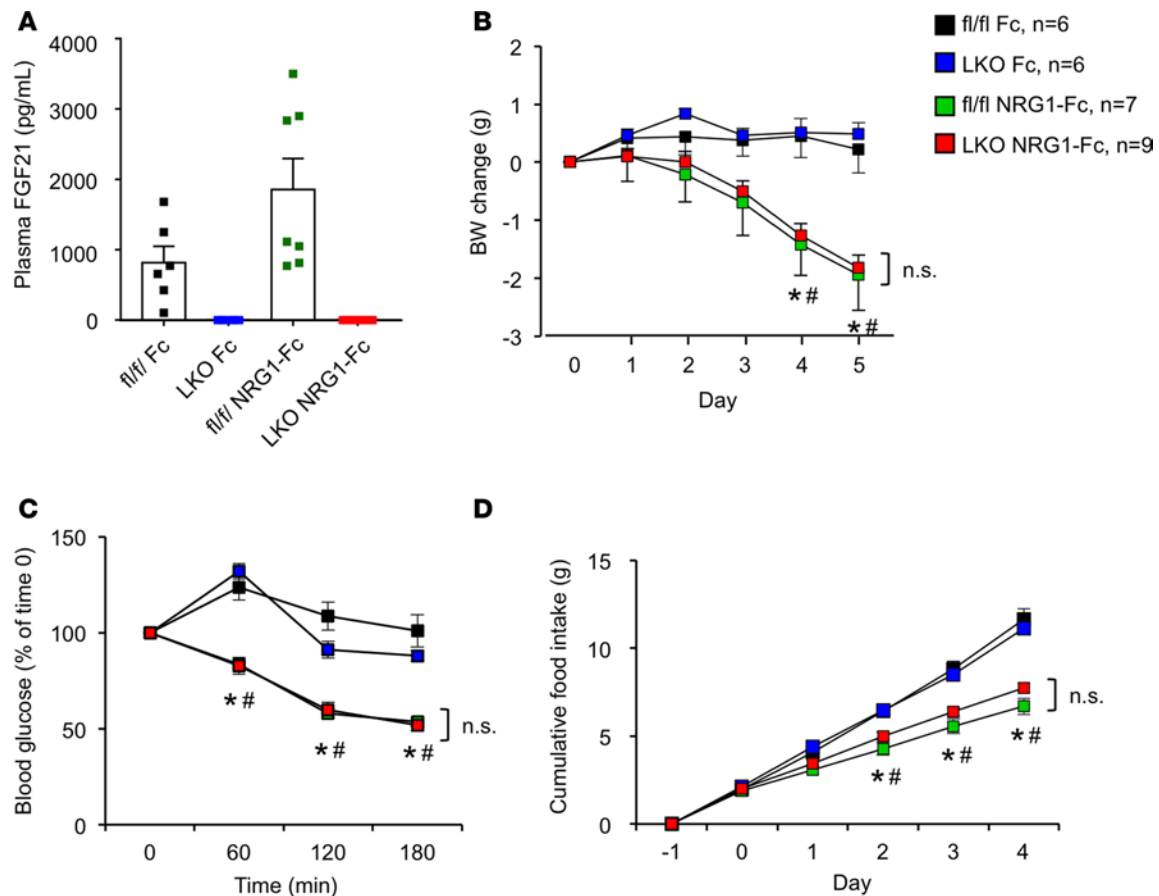 A
Plasma FGF21 (pg/mL)
4000
3000
2000
1000
0
fl/f/ Fc
LKO Fc
fl/f/ NRG1-Fc
LKO NRG1-Fc
B
BW change (g)
2
1
0
-1
-2
-3
* #
* #
n.s.
0 1 2 3 4 5
Day
fl/fl Fc, n=6
LKO Fc, n=6
fl/fl NRG1-Fc, n=7
LKO NRG1-Fc, n=9
C
Blood glucose (% of time 0)
150
100
50
0
* #
* #
* #
n.s.
0 60 120 180
Time (min)
D
Cumulative food intake (g)
15
10
5
0
* #
* #
* #
n.s.
-1 0 1 2 3 4
Day